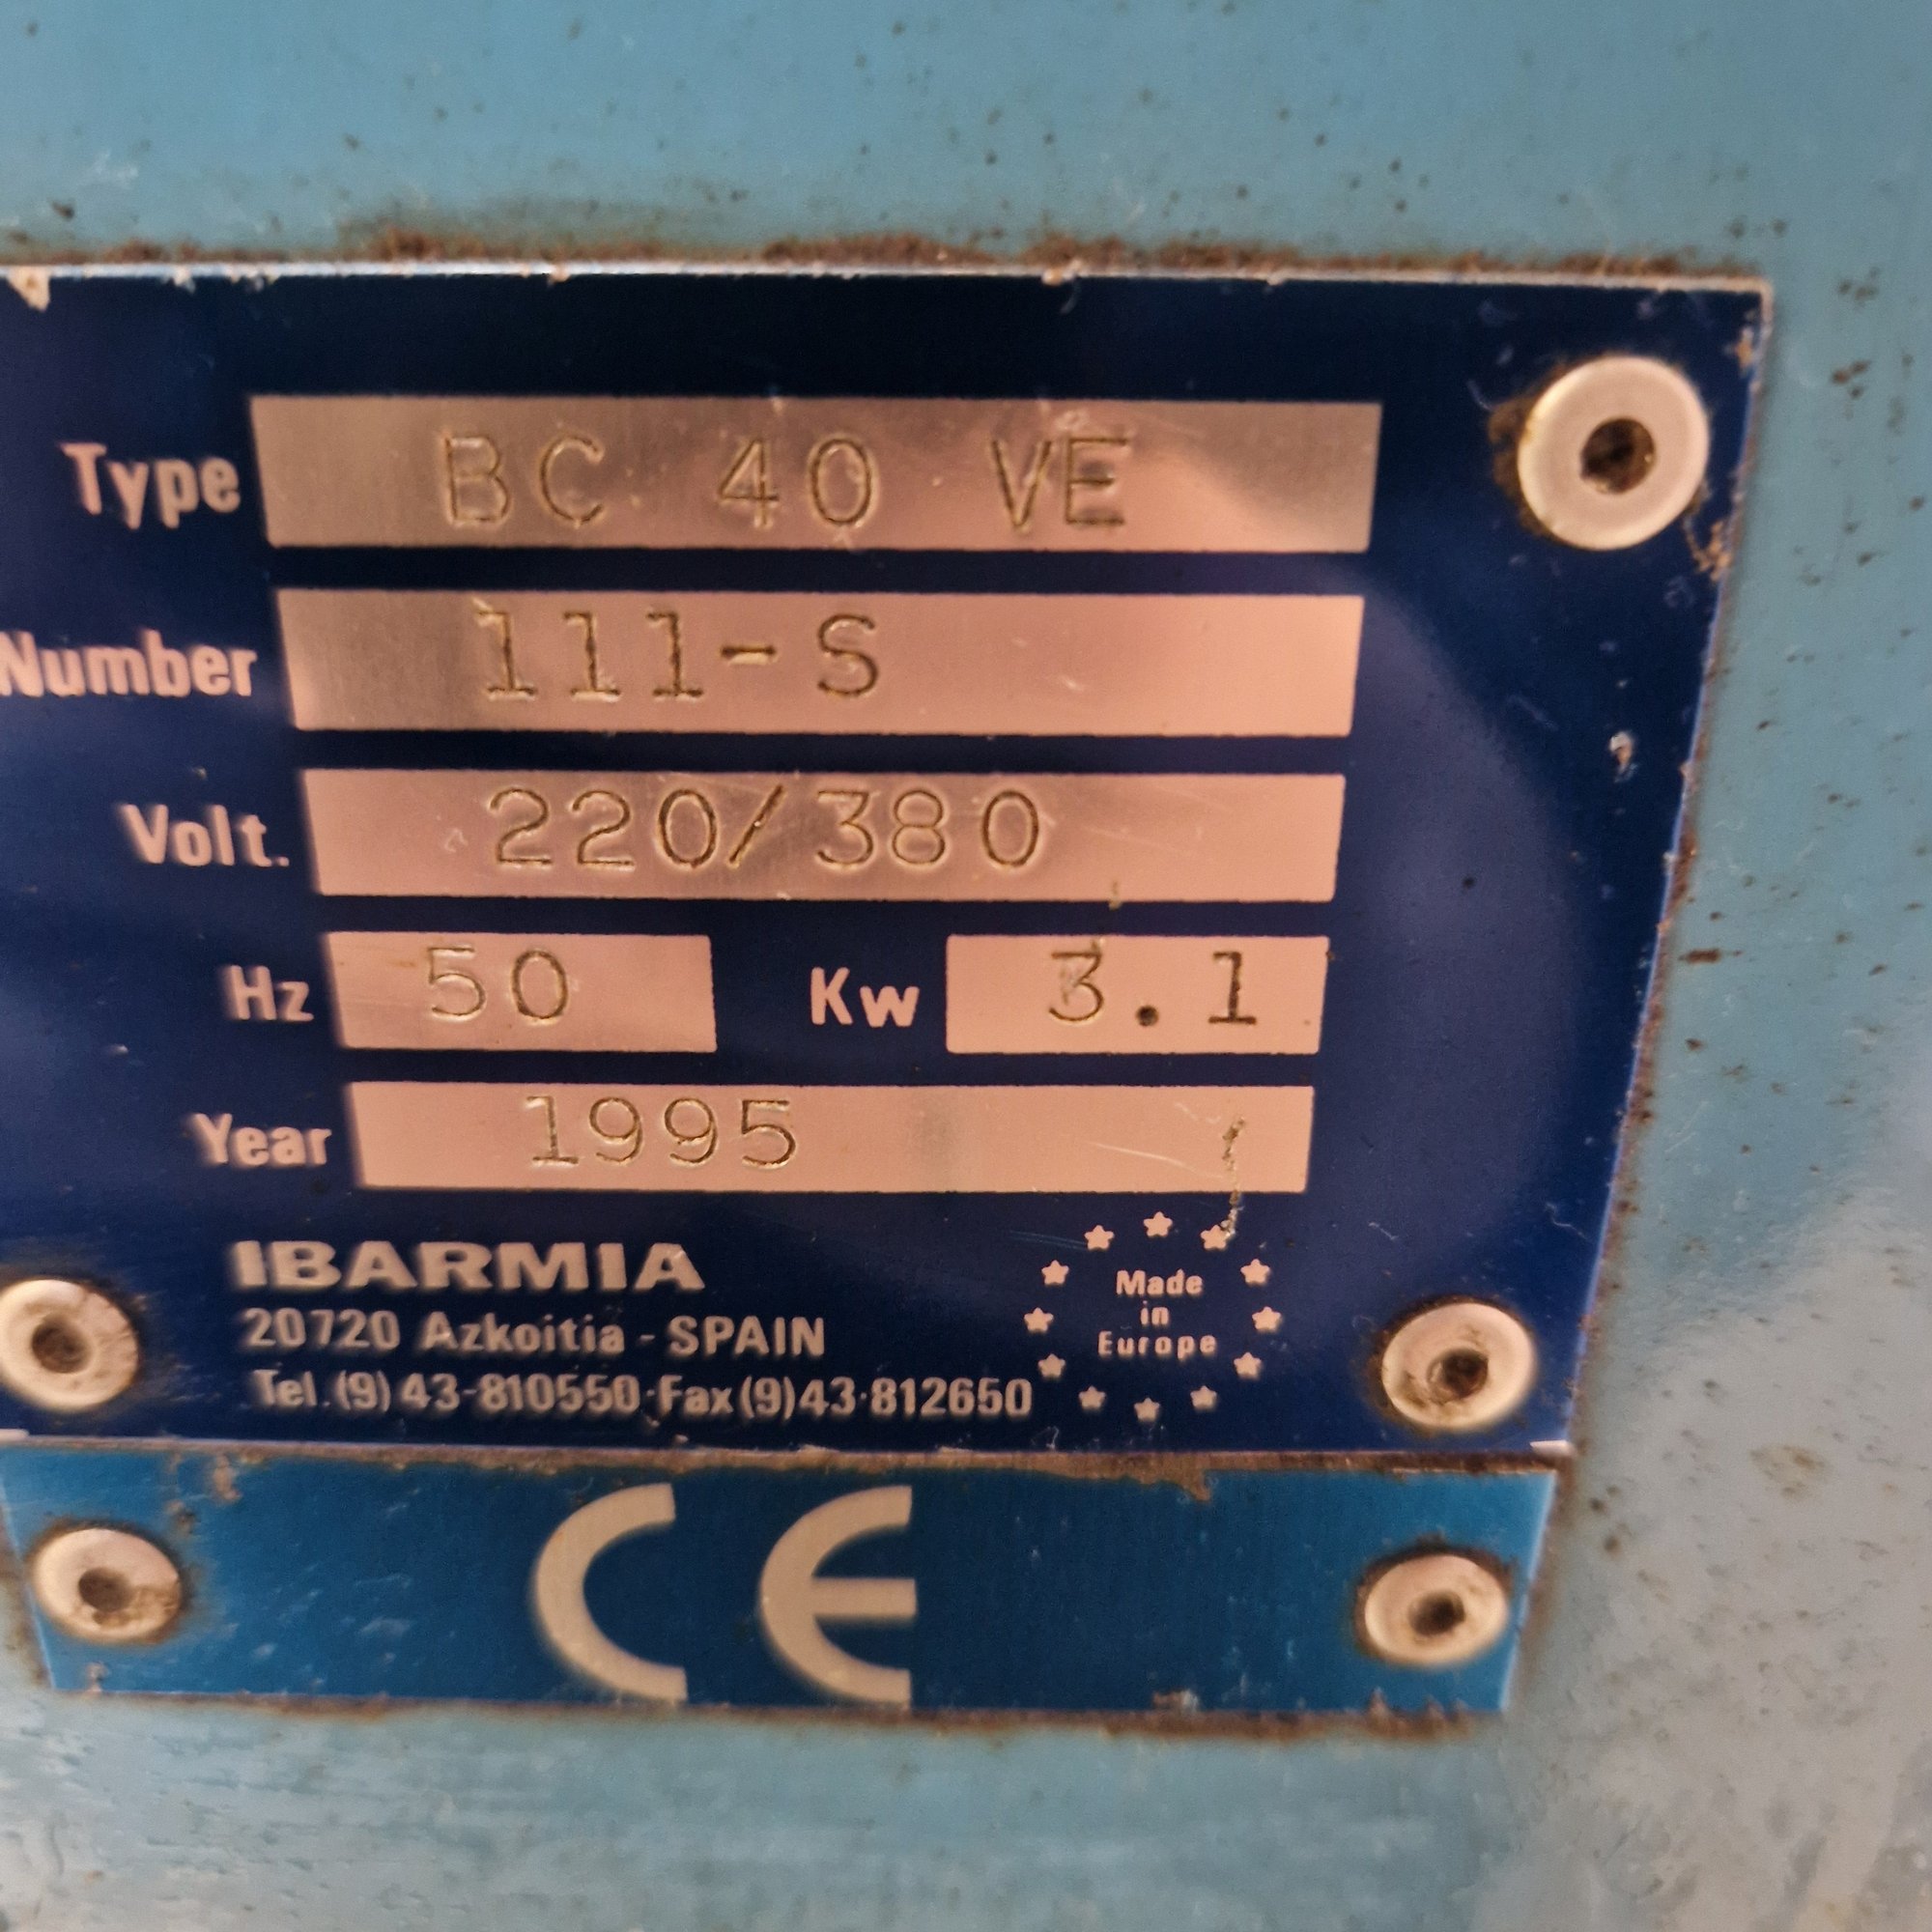 Type BC 40 VE
Number 111-S
Volt. 220/380
Hz 50 Kw 3.1
Year 1995
IBARMIA
20720 Azkoitia - SPAIN
Tel. (9) 43-810550·Fax (9) 43·812650
Made
in
Europe
CE